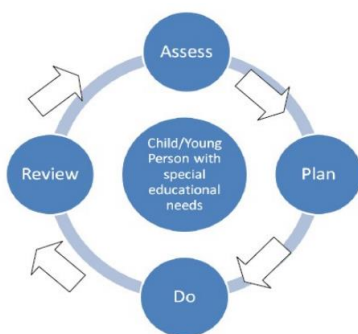 Assess
Child/Young
Person with
special
educational
needs
Review
Plan
Do